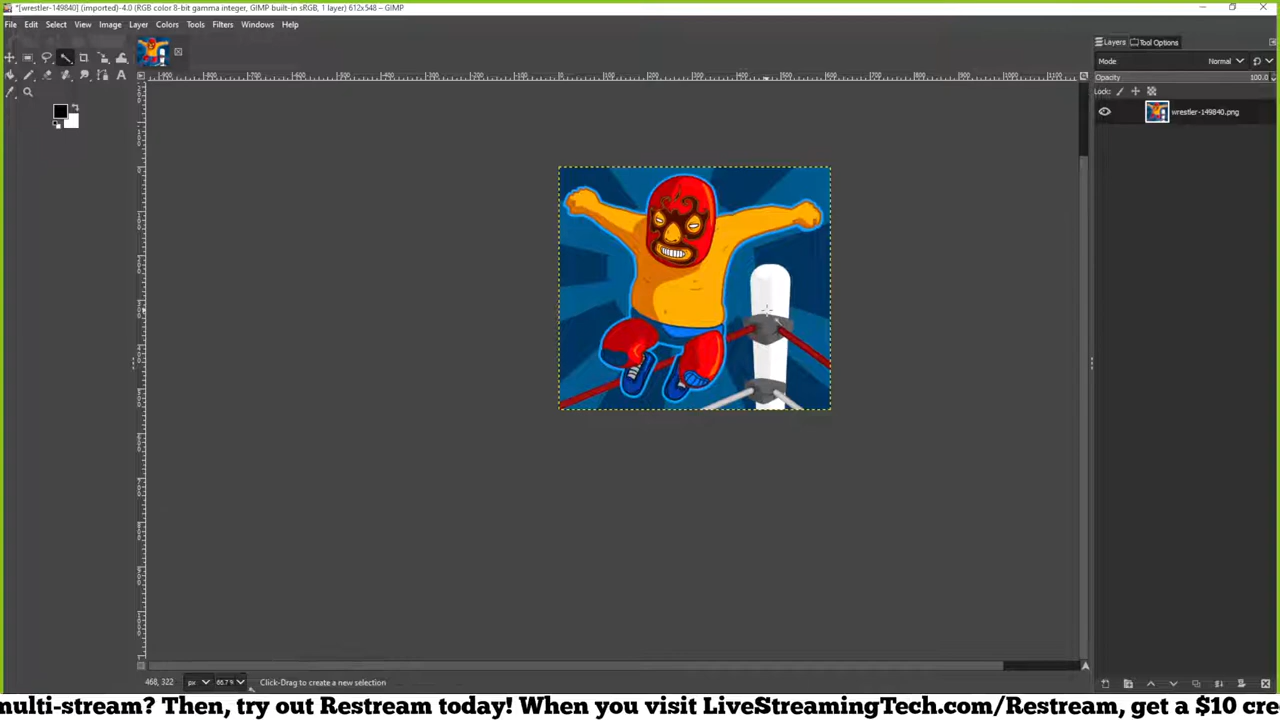 *[wrestler-149840] (imported)-4.0 (RGB color 8-bit gamma integer, GIMP built-in sRGB, 1 layer) 612x548 – GIMP
File Edit Select View Image Layer Colors Tools Filters Windows Help
Layers Tool Options
Mode Normal
Opacity 100.0
Lock:
wrestler-149840.png
468, 322 px 66.7 % Click-Drag to create a new selection
multi-stream? Then, try out Restream today! When you visit LiveStreamingTech.com/Restream, get a $10 cre